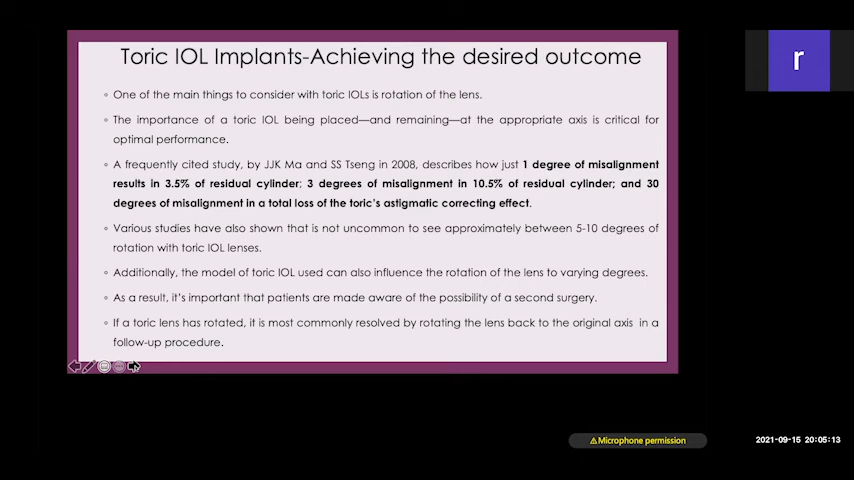 Toric IOL Implants-Achieving the desired outcome
One of the main things to consider with toric IOLs is rotation of the lens.
The importance of a toric IOL being placed—and remaining—at the appropriate axis is critical for
optimal performance.
A frequently cited study, by JJK Ma and SS Tseng in 2008, describes how just 1 degree of misalignment
results in 3.5% of residual cylinder; 3 degrees of misalignment in 10.5% of residual cylinder; and 30
degrees of misalignment in a total loss of the toric's astigmatic correcting effect.
Various studies have also shown that is not uncommon to see approximately between 5-10 degrees of
rotation with toric IOL lenses.
Additionally, the model of toric IOL used can also influence the rotation of the lens to varying degrees.
As a result, it's important that patients are made aware of the possibility of a second surgery.
If a toric lens has rotated, it is most commonly resolved by rotating the lens back to the original axis in a
follow-up procedure.
r
⚠Microphone permission
2021-09-15 20:05:13